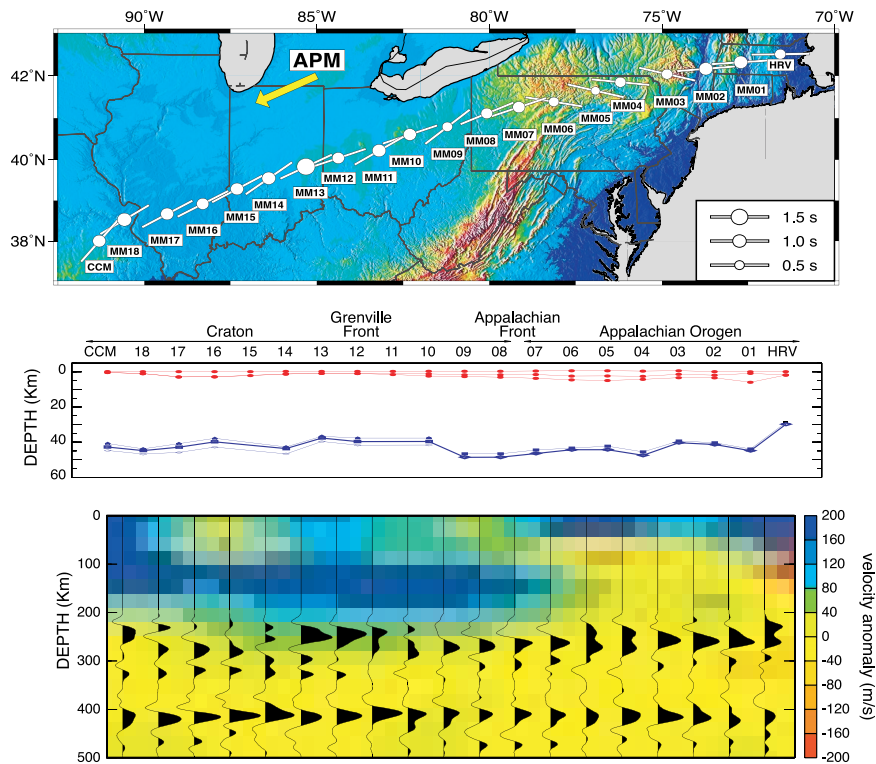 90°W 85°W 80°W 75°W 70°W
42°N
40°N
38°N
APM
HRV
MM01
MM02
MM03
MM04
MM05
MM06
MM07
MM08
MM09
MM10
MM11
MM12
MM13
MM14
MM15
MM16
MM17
MM18
CCM
1.5 s
1.0 s
0.5 s
Craton Grenville Front Appalachian Front Appalachian Orogen
CCM 18 17 16 15 14 13 12 11 10 09 08 07 06 05 04 03 02 01 HRV
DEPTH (Km)
0
20
40
60
DEPTH (Km)
0
100
200
300
400
500
200
160
120
80
40
0
-40
-80
-120
-160
-200
velocity anomaly (m/s)